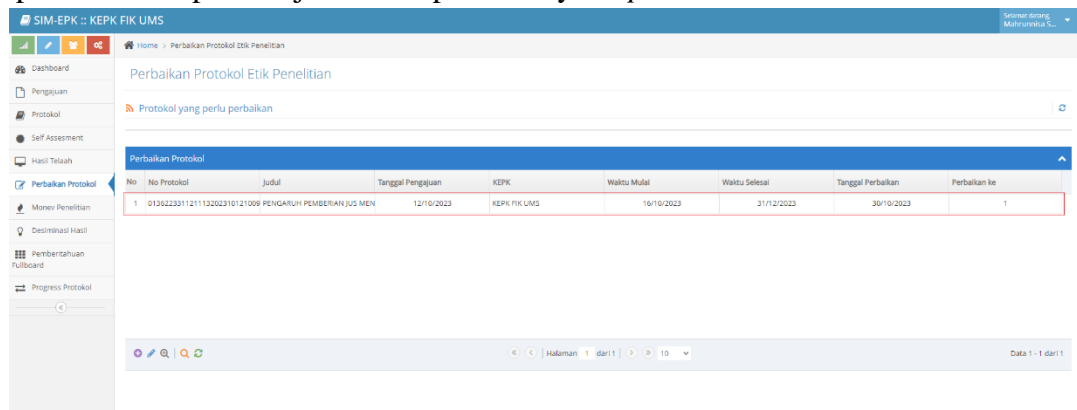 SIM-EPK :: KEPK FIK UMS
Selamat datang,
Mahrunnisa S...
Home > Perbaikan Protokol Etik Penelitian
Dashboard
Pengajuan
Protokol
Self Assesment
Hasil Telaah
Perbaikan Protokol
Monev Penelitian
Desiminasi Hasil
Pemberitahuan
Fullboard
Progress Protokol
Perbaikan Protokol Etik Penelitian
Protokol yang perlu perbaikan
Perbaikan Protokol
No No Protokol Judul Tanggal Pengajuan KEPK Waktu Mulai Waktu Selesai Tanggal Perbaikan Perbaikan ke
1 0136223311211113202310121009 PENGARUH PEMBERIAN JUS MEN 12/10/2023 KEPK FIK UMS 16/10/2023 31/12/2023 30/10/2023 1
Halaman 1 dari 1 10 Data 1 - 1 dari 1